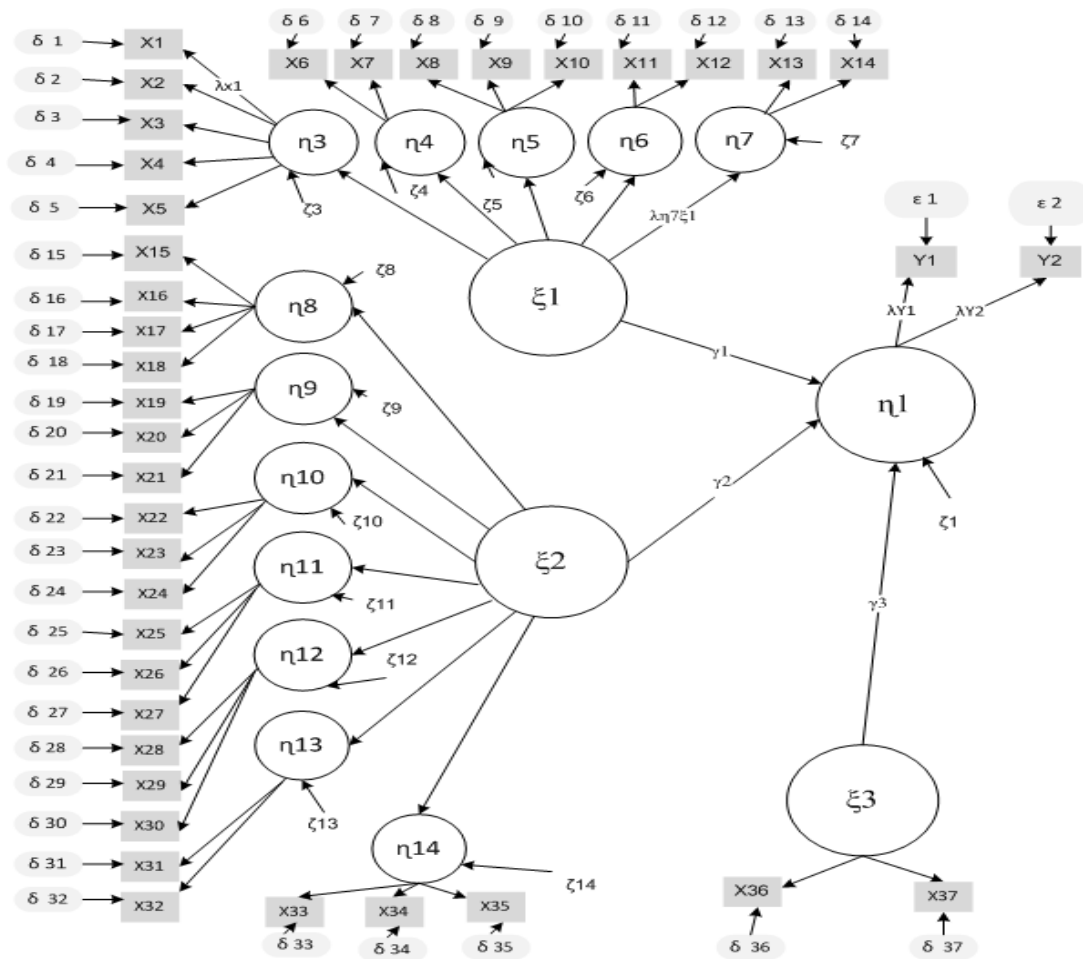 δ 6 δ 7 δ 8 δ 9 δ 10 δ 11 δ 12 δ 13 δ 14
δ 1 X1
X6 X7 X8 X9 X10 X11 X12 X13 X14
δ 2 X2 λx1
δ 3 X3
η3 η4 η5 η6 η7 ζ7
δ 4 X4
ζ3 ζ4 ζ5 ζ6
δ 5 X5
λη7ξ1
ε 1 ε 2
δ 15 X15
Y1 Y2
ζ8
δ 16 X16
η8 ξ1
λY1 λY2
δ 17 X17
δ 18 X18
γ1
η9
δ 19 X19
ζ9
η1
δ 20 X20
δ 21 X21
η10
γ2
δ 22 X22
ζ10
ζ1
δ 23 X23
η11 ξ2
δ 24 X24
ζ11
γ3
δ 25 X25
η12
ζ12
δ 26 X26
δ 27 X27
δ 28 X28
η13
δ 29 X29
ξ3
δ 30 X30
ζ13
η14
δ 31 X31
ζ14
δ 32 X32
X33 X34 X35
X36 X37
δ 33 δ 34 δ 35
δ 36 δ 37